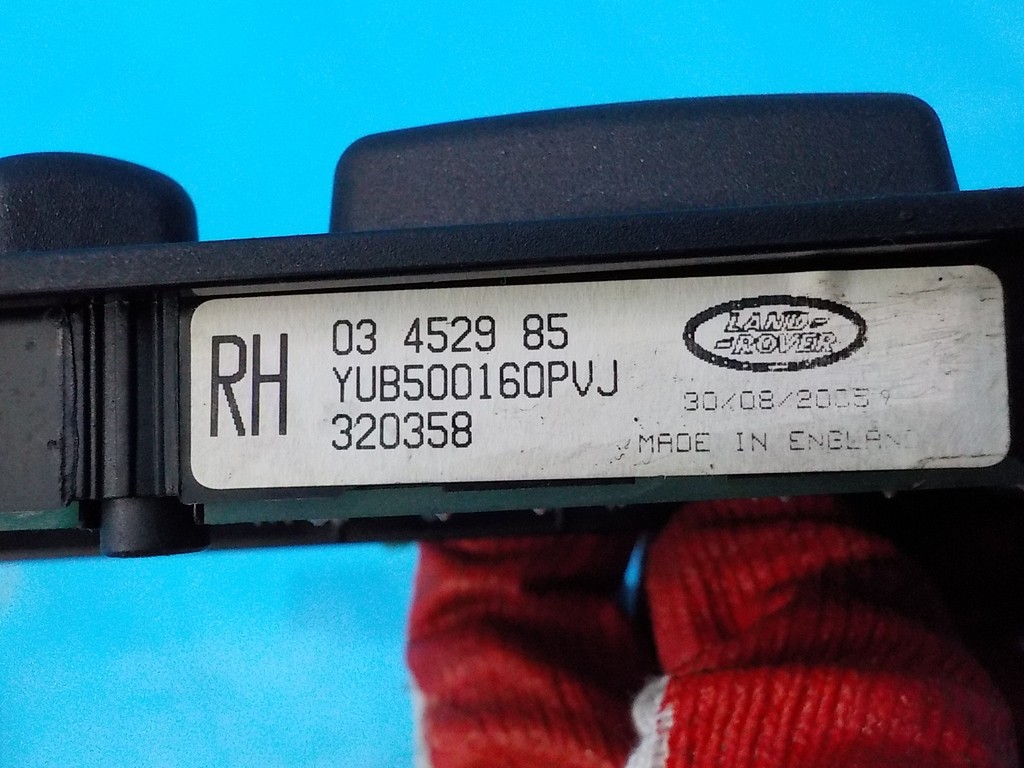 RH
03 4529 85
YUB500160PVJ
320358
LAND-
-ROVER
30/08/2005
MADE IN ENGLAND